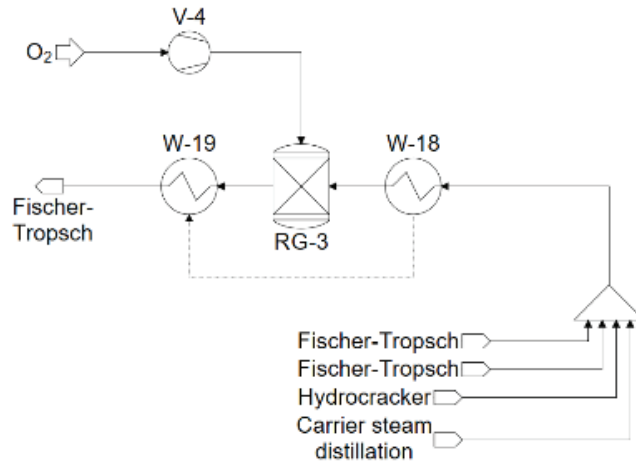 V-4
O₂
W-19
W-18
Fischer-
Tropsch
RG-3
Fischer-Tropsch
Fischer-Tropsch
Hydrocracker
Carrier steam
distillation